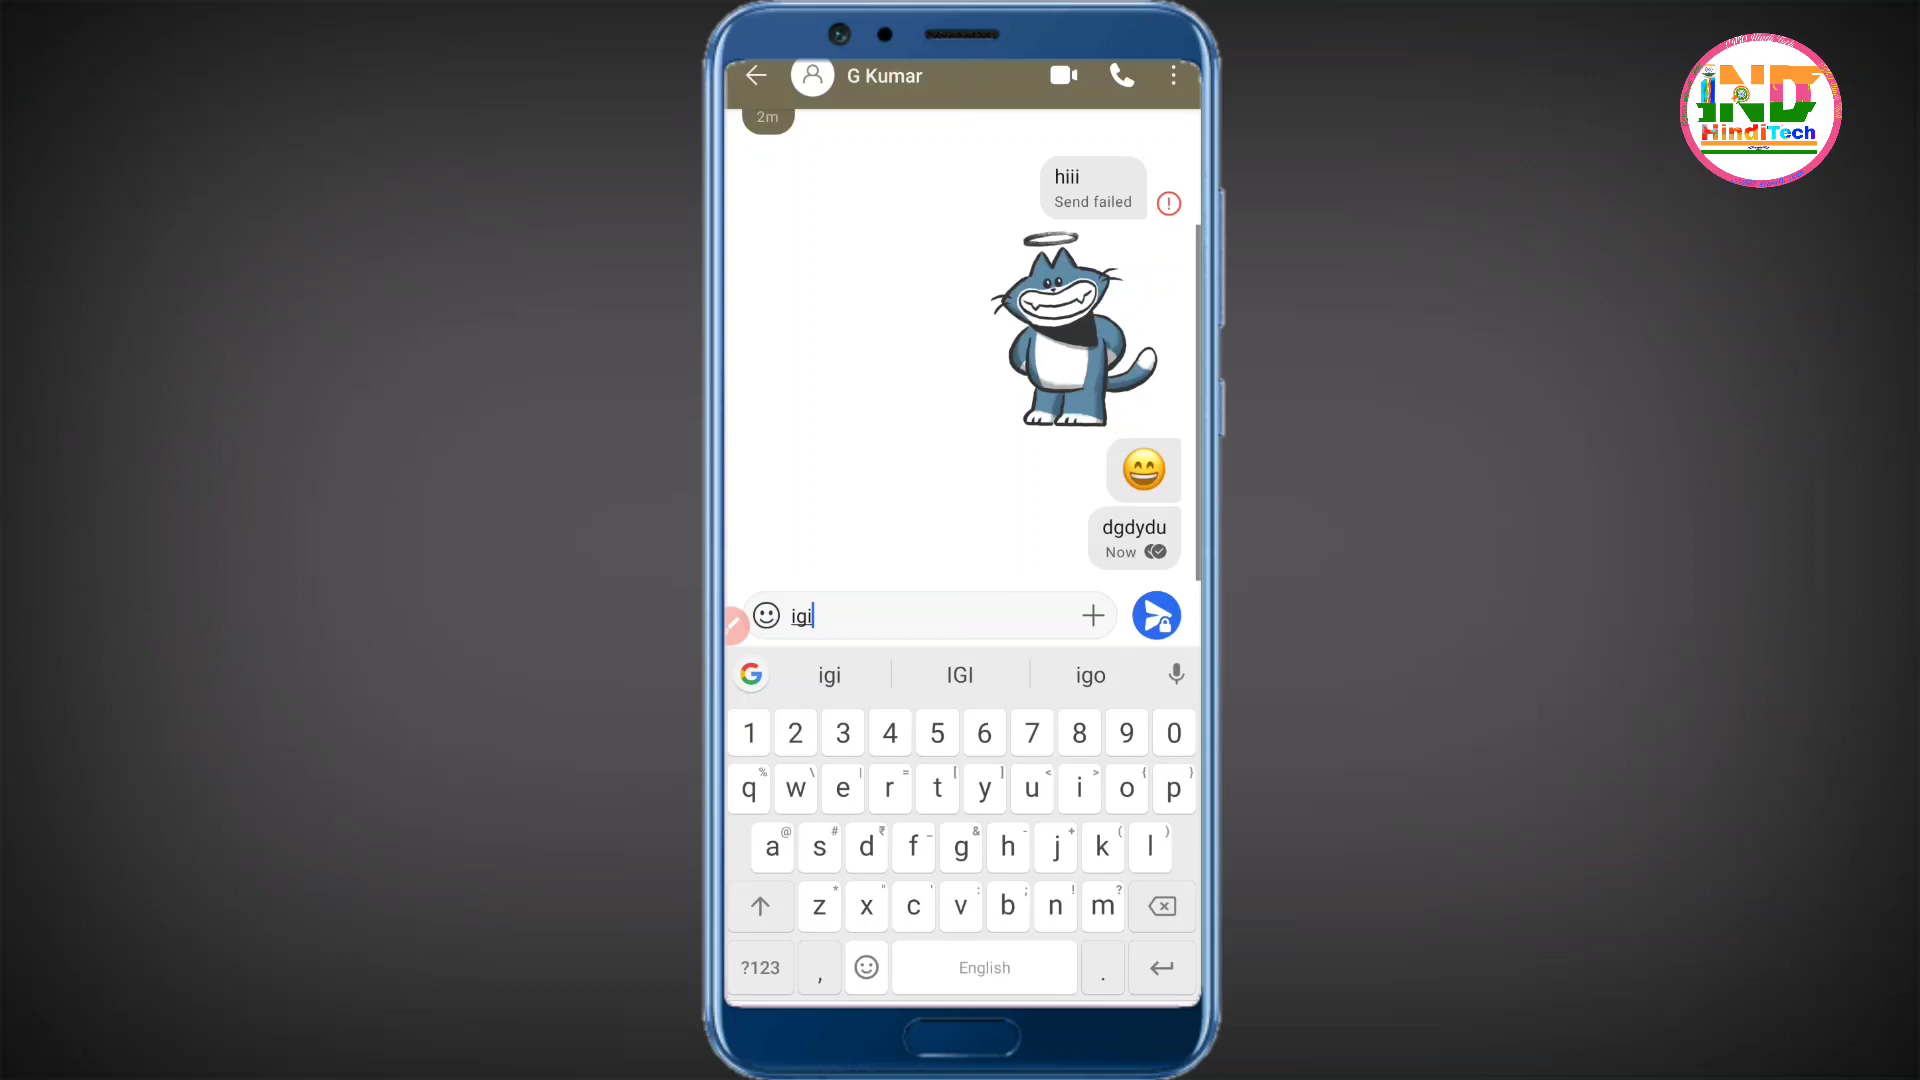 G Kumar
2m
IND
HindiTech
hiii
Send failed
dgdydu
Now
igi
igi IGI igo
1 2 3 4 5 6 7 8 9 0
% \ | = [ ] < > { }
q w e r t y u i o p
@ # ₹ _ & - + ( )
a s d f g h j k l
* " ' : ; ! ?
z x c v b n m
?123 , English .